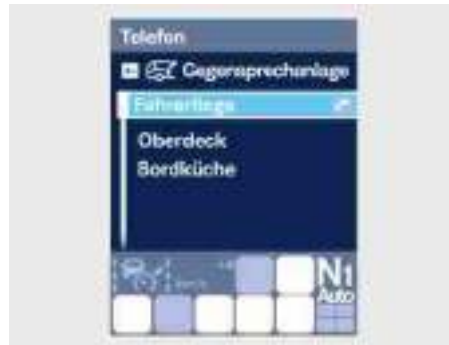 Telefon
Gegensprechanlage
Fahrerliege
Oberdeck
Bordküche
N1
Auto